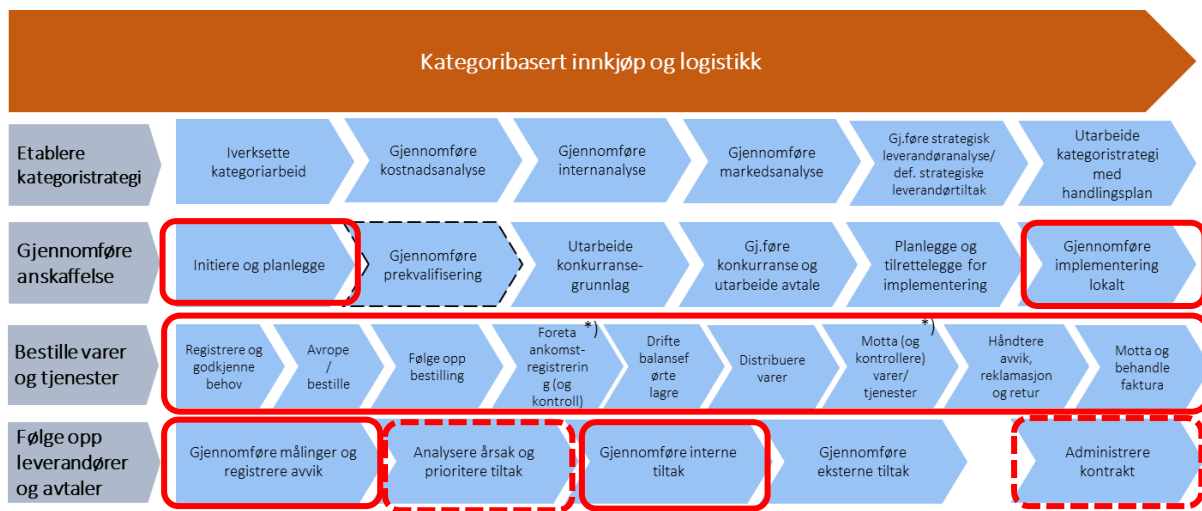 Kategoribasert innkjøp og logistikk
Etablere
kategoristrategi
Iverksette
kategoriarbeid
Gjennomføre
kostnadsanalyse
Gjennomføre
internanalyse
Gjennomføre
markedsanalyse
Gj.føre strategisk
leverandøranalyse/
def. strategiske
leverandørtiltak
Utarbeide
kategoristrategi
med
handlingsplan
Gjennomføre
anskaffelse
Initiere og planlegge
Gjennomføre
prekvalifisering
Utarbeide
konkurranse-
grunnlag
Gj.føre
konkurranse og
utarbeide avtale
Planlegge og
tilrettelegge for
implementering
Gjennomføre
implementering
lokalt
Bestille varer
og tjenester
Registrere og
godkjenne
behov
Avrope
/
bestille
Følge opp
bestilling
*)
Foreta
ankomst-
registrerin
g (og
kontroll)
Drifte
balansef
ørte
lagre
Distribuere
varer
*)
Motta (og
kontrollere)
varer/
tjenester
Håndtere
avvik,
reklamasjon
og retur
Motta og
behandle
faktura
Følge opp
leverandører
og avtaler
Gjennomføre målinger og
registrere avvik
Analysere årsak og
prioritere tiltak
Gjennomføre interne
tiltak
Gjennomføre
eksterne tiltak
Administrere
kontrakt